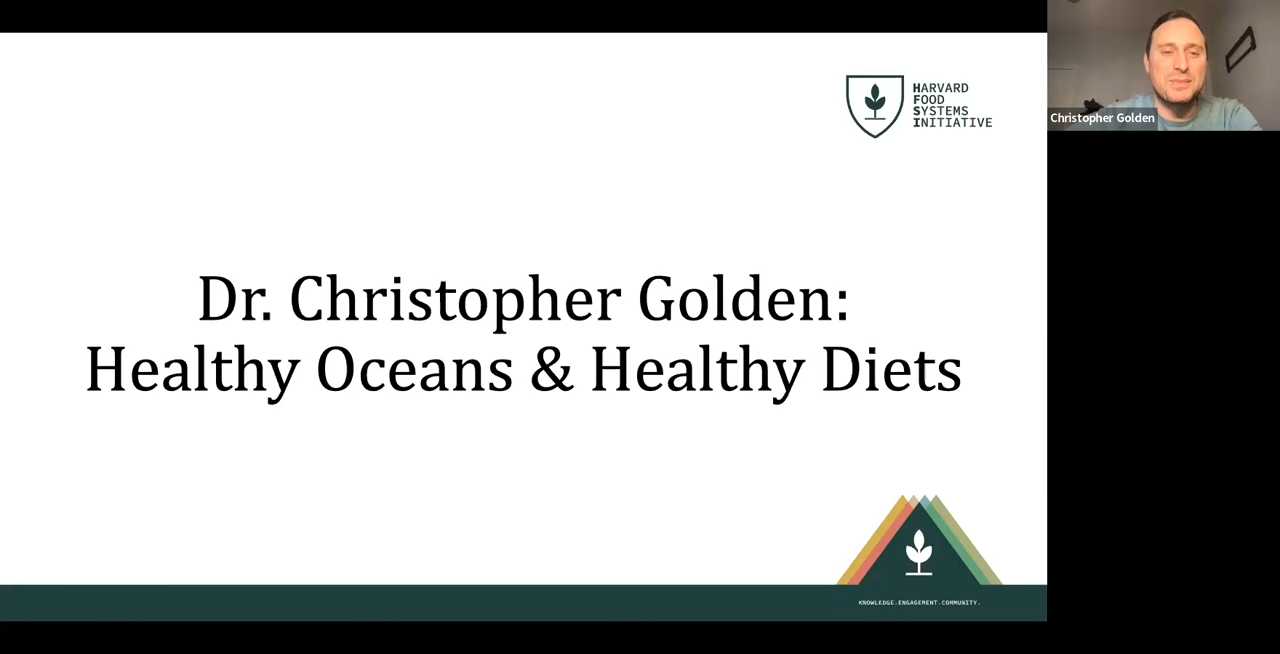 HARVARD
FOOD
SYSTEMS
INITIATIVE
Christopher Golden
Dr. Christopher Golden:
Healthy Oceans & Healthy Diets
KNOWLEDGE.ENGAGEMENT.COMMUNITY.